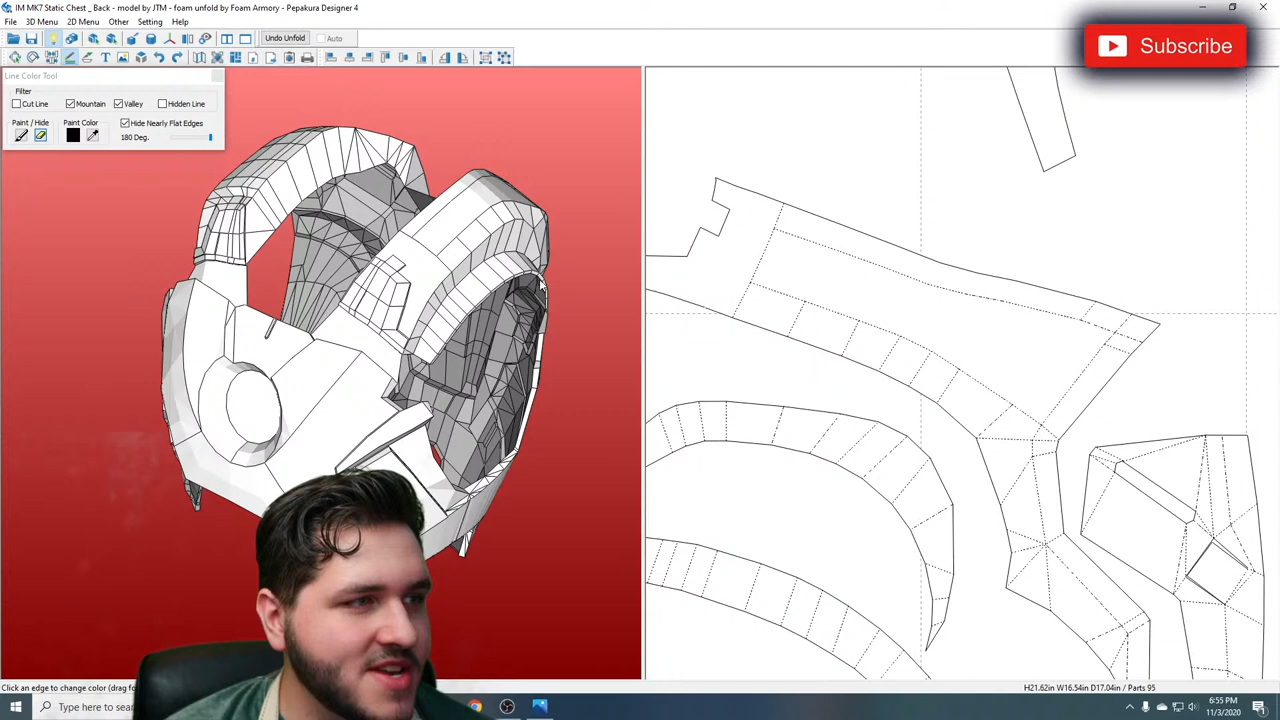 IM MK7 Static Chest _ Back - model by JTM - foam unfold by Foam Armory - Pepakura Designer 4
File 3D Menu 2D Menu Other Setting Help
Undo Unfold Auto
Subscribe
Line Color Tool
Filter
Cut Line Mountain Valley Hidden Line
Paint / Hide Paint Color Hide Nearly Flat Edges
180 Deg.
Click an edge to change color (drag fo
H21.62in W16.54in D17.04in / Parts 95
Type here to searc
6:55 PM
11/3/2020